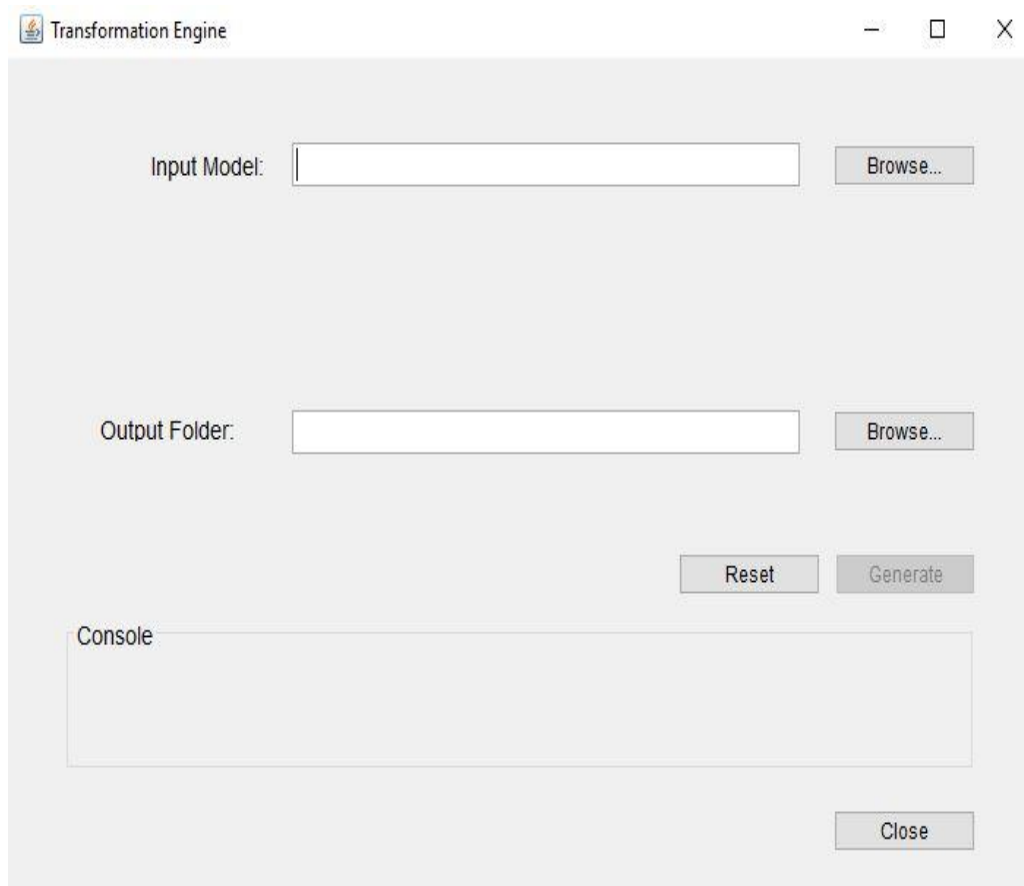 Transformation Engine
Input Model:
Browse...
Output Folder:
Browse...
Reset
Generate
Console
Close